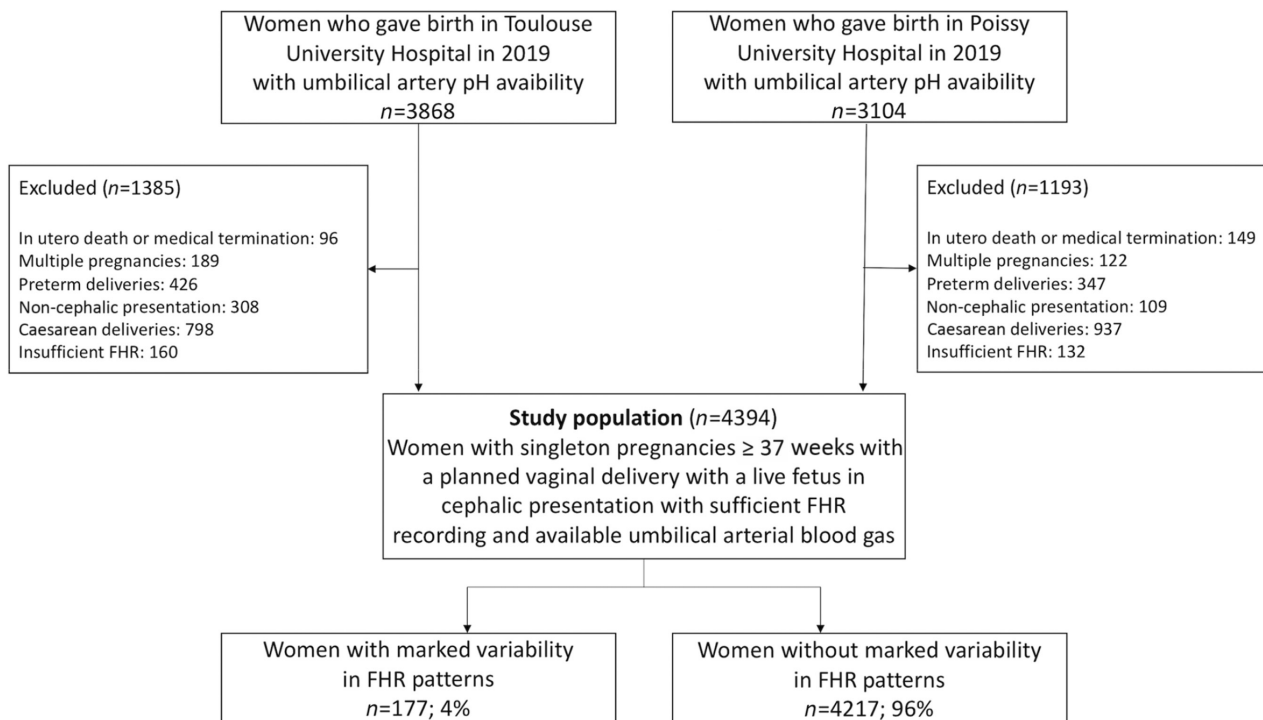 Women who gave birth in Toulouse
University Hospital in 2019
with umbilical artery pH avaibility
n=3868
Women who gave birth in Poissy
University Hospital in 2019
with umbilical artery pH avaibility
n=3104
Excluded (n=1385)
In utero death or medical termination: 96
Multiple pregnancies: 189
Preterm deliveries: 426
Non-cephalic presentation: 308
Caesarean deliveries: 798
Insufficient FHR: 160
Excluded (n=1193)
In utero death or medical termination: 149
Multiple pregnancies: 122
Preterm deliveries: 347
Non-cephalic presentation: 109
Caesarean deliveries: 937
Insufficient FHR: 132
Study population (n=4394)
Women with singleton pregnancies ≥ 37 weeks with
a planned vaginal delivery with a live fetus in
cephalic presentation with sufficient FHR
recording and available umbilical arterial blood gas
Women with marked variability
in FHR patterns
n=177; 4%
Women without marked variability
in FHR patterns
n=4217; 96%